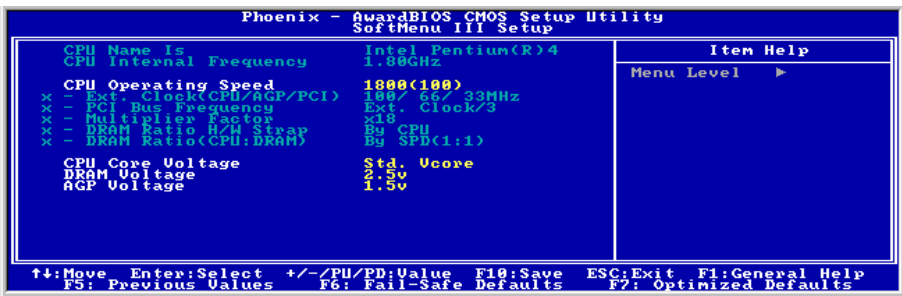 Phoenix - AwardBIOS CMOS Setup Utility
SoftMenu III Setup
CPU Name Is Intel Pentium(R)4
CPU Internal Frequency 1.80GHz
CPU Operating Speed 1800(100)
x - Ext. Clock(CPU/AGP/PCI) 100/ 66/ 33MHz
x - PCI Bus Frequency Ext. Clock/3
x - Multiplier Factor x18
x - DRAM Ratio H/W Strap By CPU
x - DRAM Ratio(CPU:DRAM) By SPD(1:1)
CPU Core Voltage Std. Vcore
DRAM Voltage 2.5v
AGP Voltage 1.5v
Item Help
Menu Level ▶
↑↓:Move Enter:Select +/-/PU/PD:Value F10:Save ESC:Exit F1:General Help
F5: Previous Values F6: Fail-Safe Defaults F7: Optimized Defaults